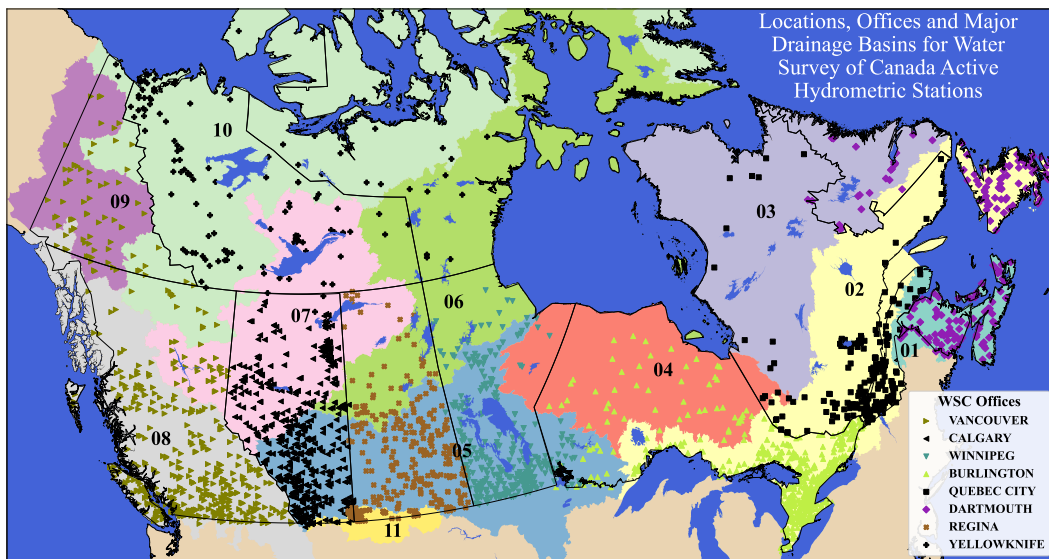 Locations, Offices and Major
Drainage Basins for Water
Survey of Canada Active
Hydrometric Stations
10
09
03
07
06
02
01
04
08
05
11
WSC Offices
VANCOUVER
CALGARY
WINNIPEG
BURLINGTON
QUEBEC CITY
DARTMOUTH
REGINA
YELLOWKNIFE